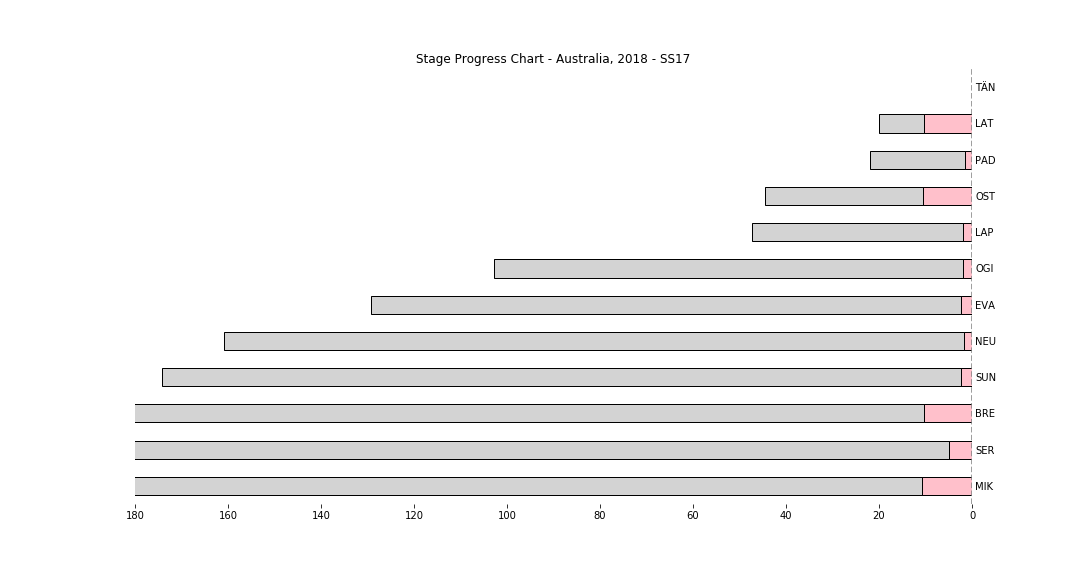 Stage Progress Chart - Australia, 2018 - SS17
TÄN
LAT
PAD
OST
LAP
OGI
EVA
NEU
SUN
BRE
SER
MIK
180 160 140 120 100 80 60 40 20 0